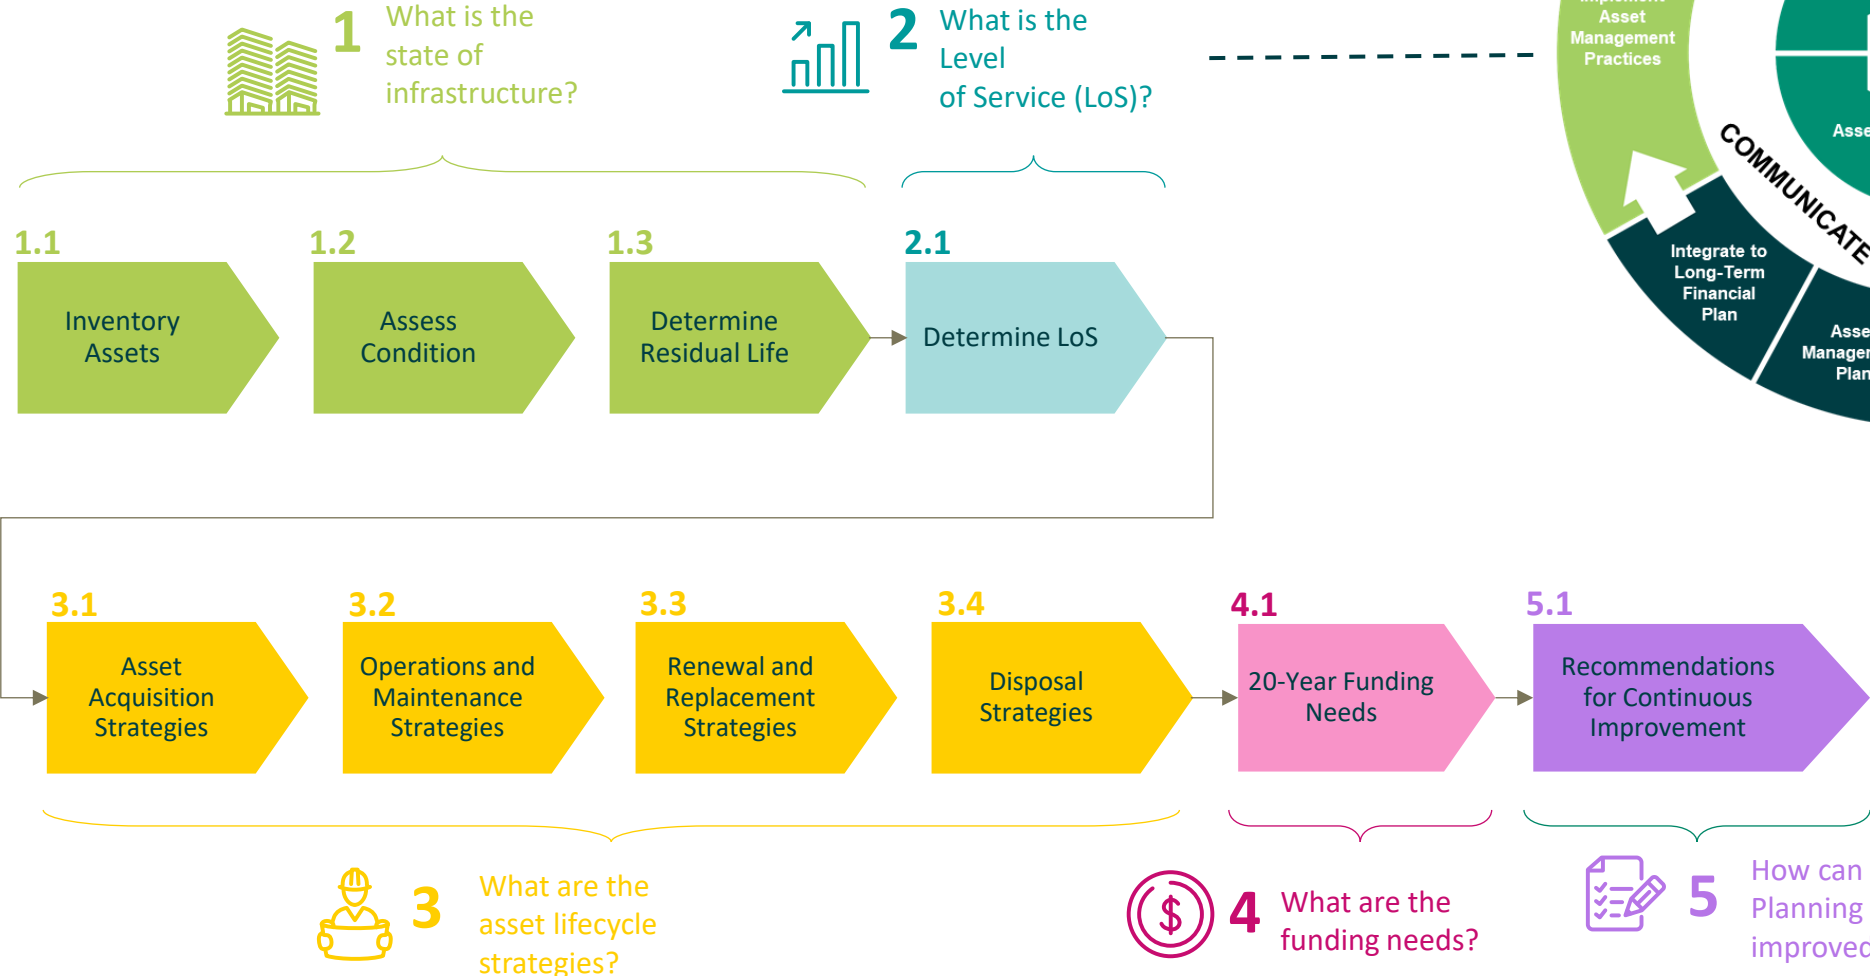 1
What is the
state of
infrastructure?
2
What is the
Level
of Service (LoS)?
Asset
Management
Practices
COMMUNICATE
Integrate to
Long-Term
Financial
Plan
Plan
1.1
Inventory
Assets
1.2
Assess
Condition
1.3
Determine
Residual Life
2.1
Determine LoS
3.1
Asset
Acquisition
Strategies
3.2
Operations and
Maintenance
Strategies
3.3
Renewal and
Replacement
Strategies
3.4
Disposal
Strategies
4.1
20-Year Funding
Needs
5.1
Recommendations
for Continuous
Improvement
3
What are the
asset lifecycle
strategies?
$
4
What are the
funding needs?
5
How can
Planning
improved